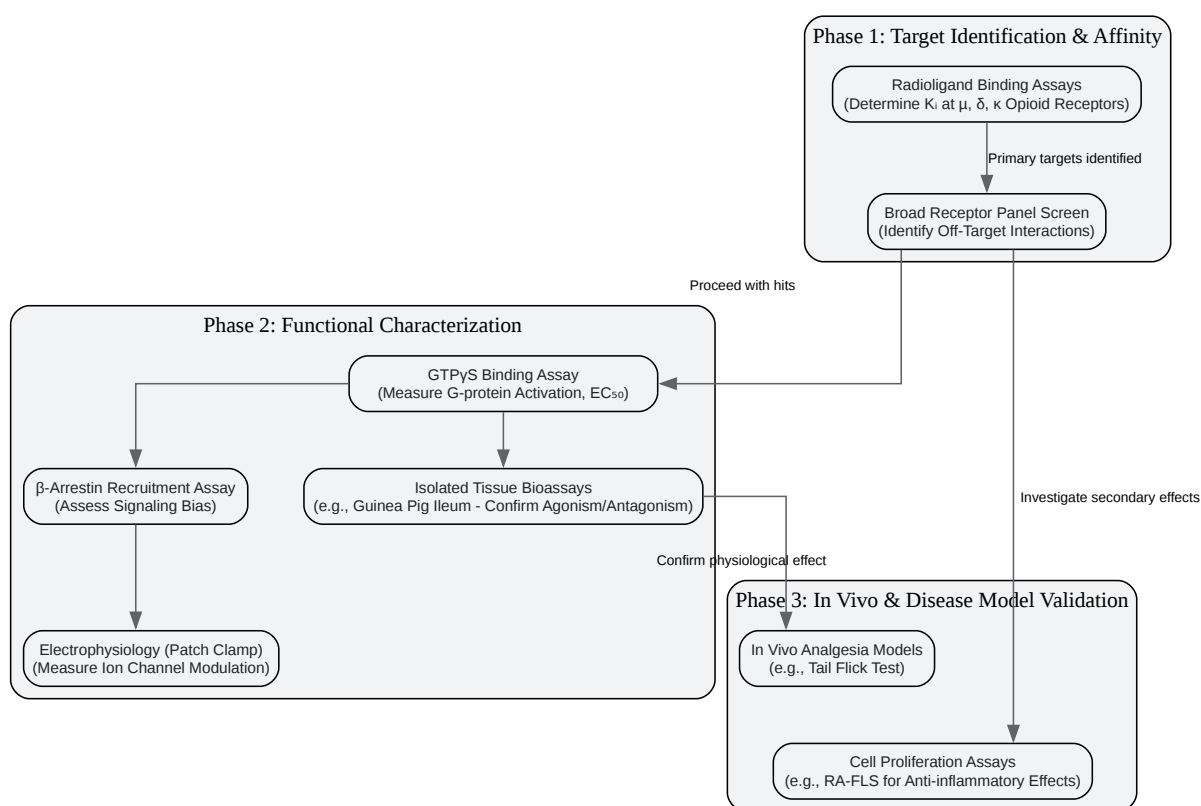 Phase 1: Target Identification & Affinity
Radioligand Binding Assays
(Determine Kᵢ at μ, δ, κ Opioid Receptors)
Primary targets identified
Broad Receptor Panel Screen
(Identify Off-Target Interactions)
Proceed with hits
Phase 2: Functional Characterization
GTPγS Binding Assay
(Measure G-protein Activation, EC₅₀)
β-Arrestin Recruitment Assay
(Assess Signaling Bias)
Isolated Tissue Bioassays
(e.g., Guinea Pig Ileum - Confirm Agonism/Antagonism)
Investigate secondary effects
Confirm physiological effect
Phase 3: In Vivo & Disease Model Validation
Electrophysiology (Patch Clamp)
(Measure Ion Channel Modulation)
In Vivo Analgesia Models
(e.g., Tail Flick Test)
Cell Proliferation Assays
(e.g., RA-FLS for Anti-inflammatory Effects)